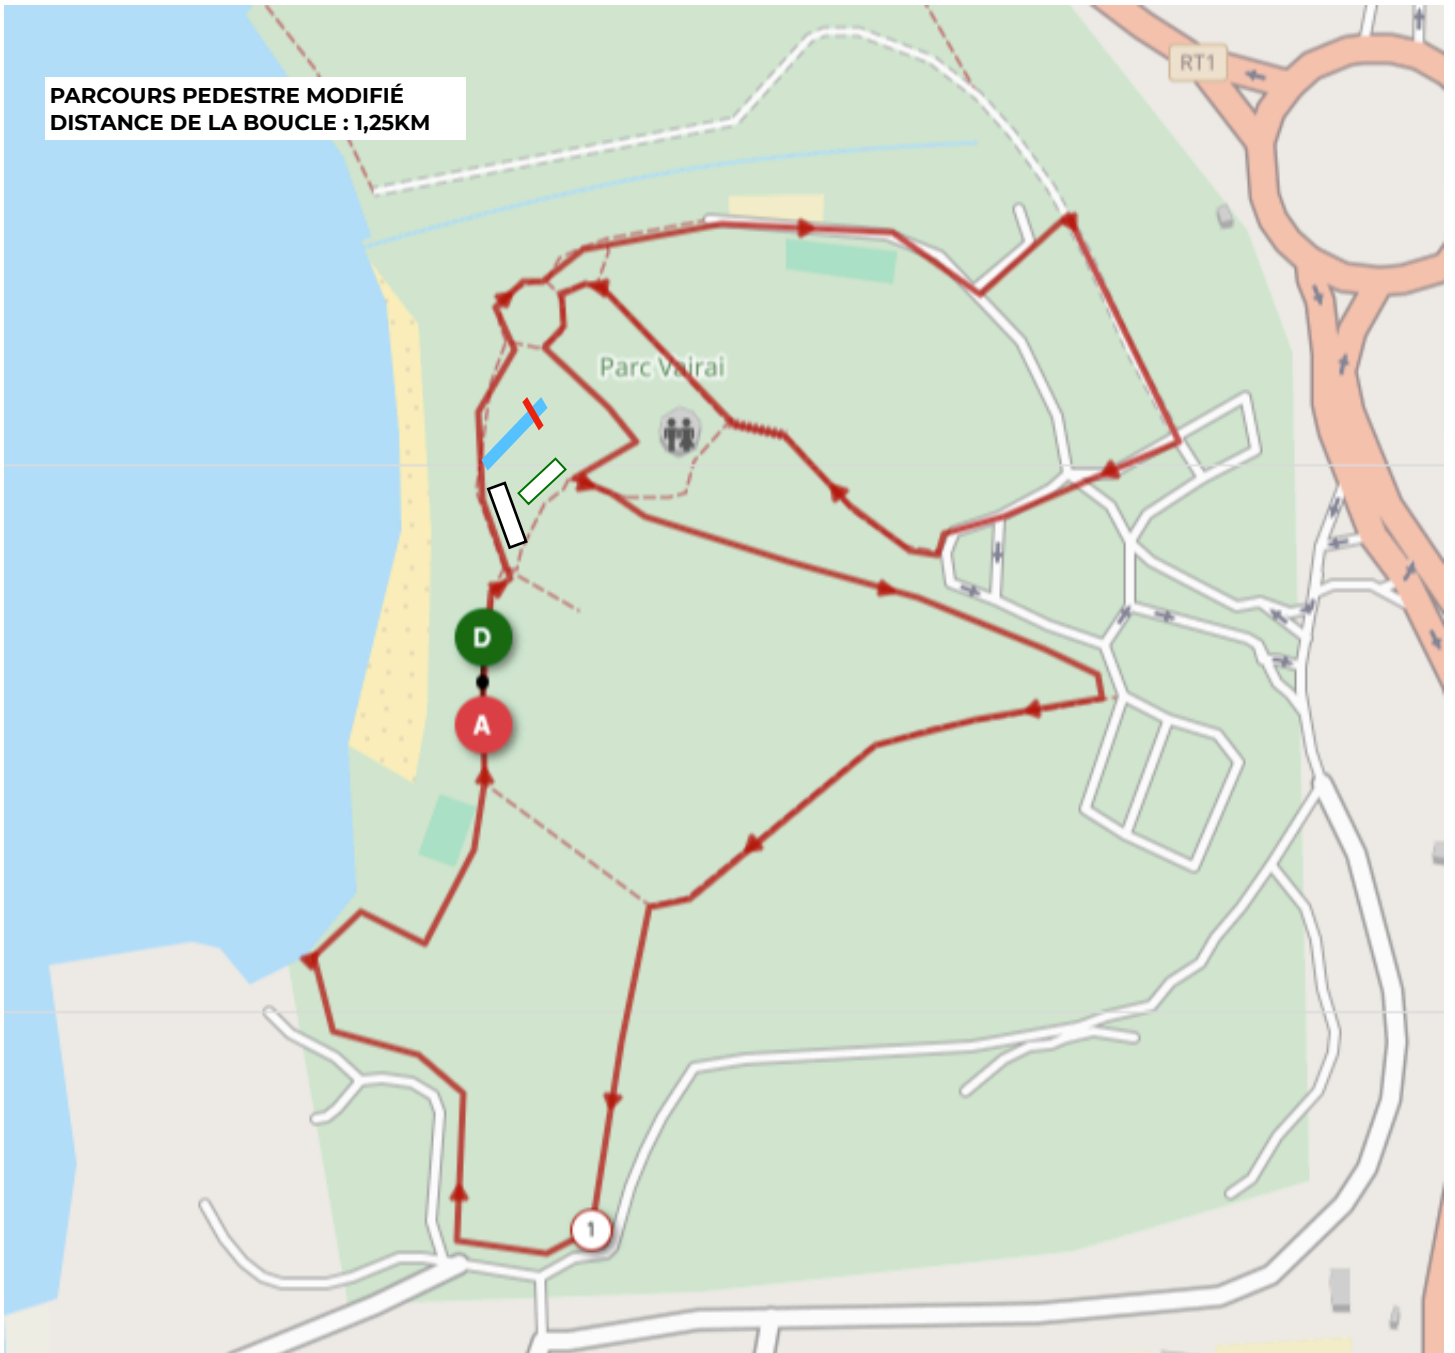 PARCOURS PEDESTRE MODIFIÉ
DISTANCE DE LA BOUCLE : 1,25KM
RT1
Parc Vairai
D
A
1